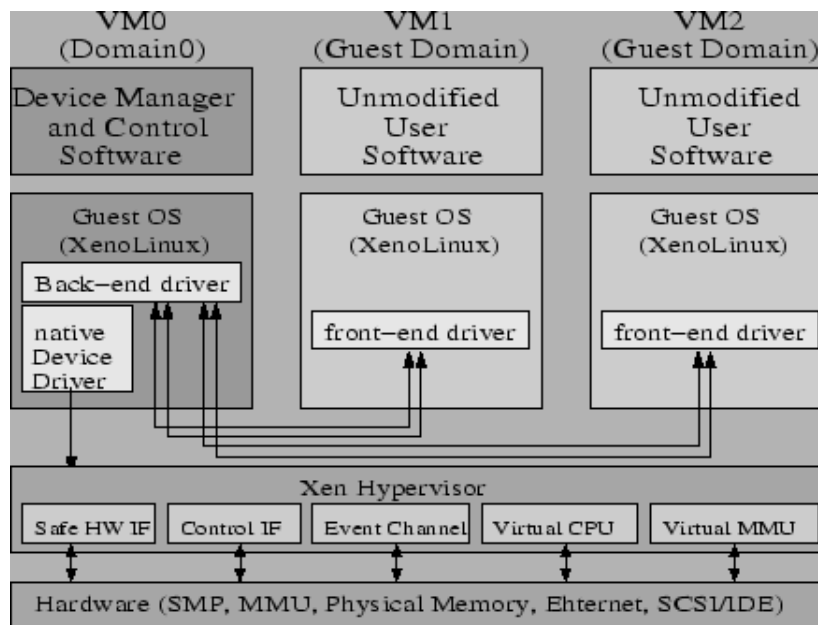 VM0
(Domain0)
VM1
(Guest Domain)
VM2
(Guest Domain)
Device Manager
and Control
Software
Unmodified
User
Software
Unmodified
User
Software
Guest OS
(XenoLinux)
Back-end driver
native
Device
Driver
Guest OS
(XenoLinux)
front-end driver
Guest OS
(XenoLinux)
front-end driver
Xen Hypervisor
Safe HW IF
Control IF
Event Channel
Virtual CPU
Virtual MMU
Hardware (SMP, MMU, Physical Memory, Ehternet, SCSI/IDE)